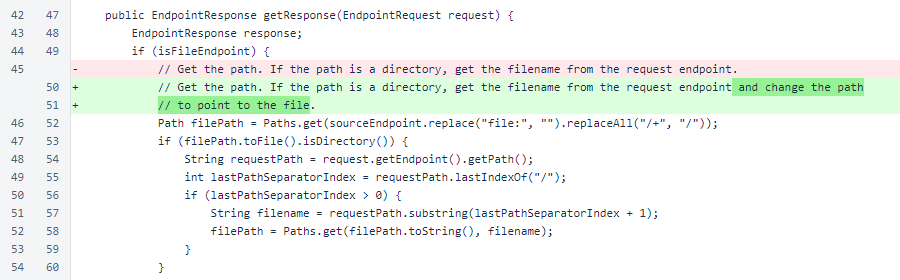 42 47 public EndpointResponse getResponse(EndpointRequest request) {
43 48 EndpointResponse response;
44 49 if (isFileEndpoint) {
45 - // Get the path. If the path is a directory, get the filename from the request endpoint.
50 + // Get the path. If the path is a directory, get the filename from the request endpoint and change the path
51 + // to point to the file.
46 52 Path filePath = Paths.get(sourceEndpoint.replace("file:", "").replaceAll("/+", "/"));
47 53 if (filePath.toFile().isDirectory()) {
48 54 String requestPath = request.getEndpoint().getPath();
49 55 int lastPathSeparatorIndex = requestPath.lastIndexOf("/");
50 56 if (lastPathSeparatorIndex > 0) {
51 57 String filename = requestPath.substring(lastPathSeparatorIndex + 1);
52 58 filePath = Paths.get(filePath.toString(), filename);
53 59 }
54 60 }